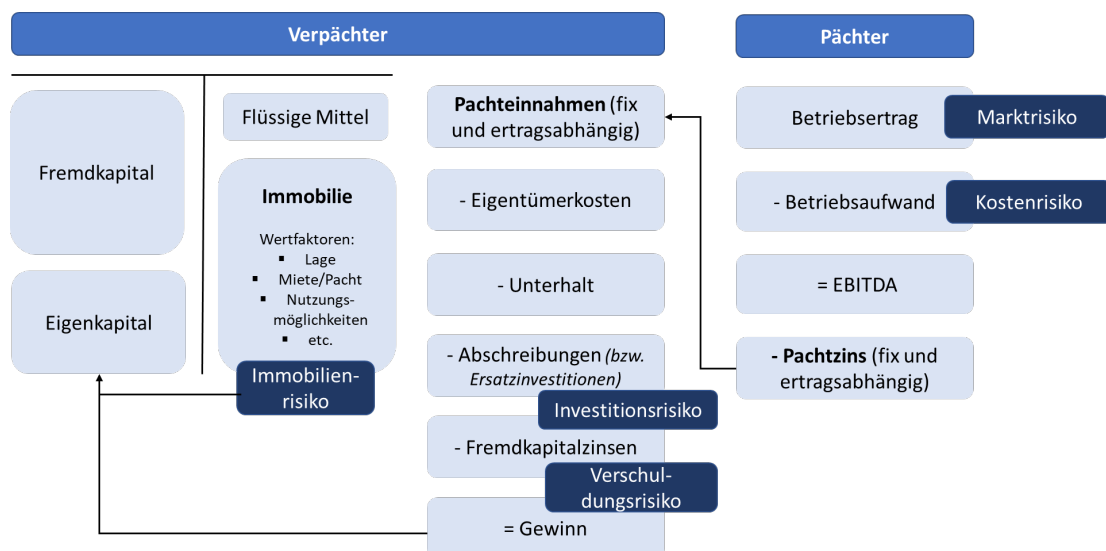 Verpächter
Pächter
Fremdkapital
Eigenkapital
Flüssige Mittel
Immobilie
Wertfaktoren:
▪ Lage
▪ Miete/Pacht
▪ Nutzungs-
möglichkeiten
▪ etc.
Immobilien-
risiko
Pachteinnahmen (fix
und ertragsabhängig)
- Eigentümerkosten
- Unterhalt
- Abschreibungen (bzw.
Ersatzinvestitionen)
Investitionsrisiko
- Fremdkapitalzinsen
Verschul-
dungsrisiko
= Gewinn
Betriebsertrag
Marktrisiko
- Betriebsaufwand
Kostenrisiko
= EBITDA
- Pachtzins (fix und
ertragsabhängig)